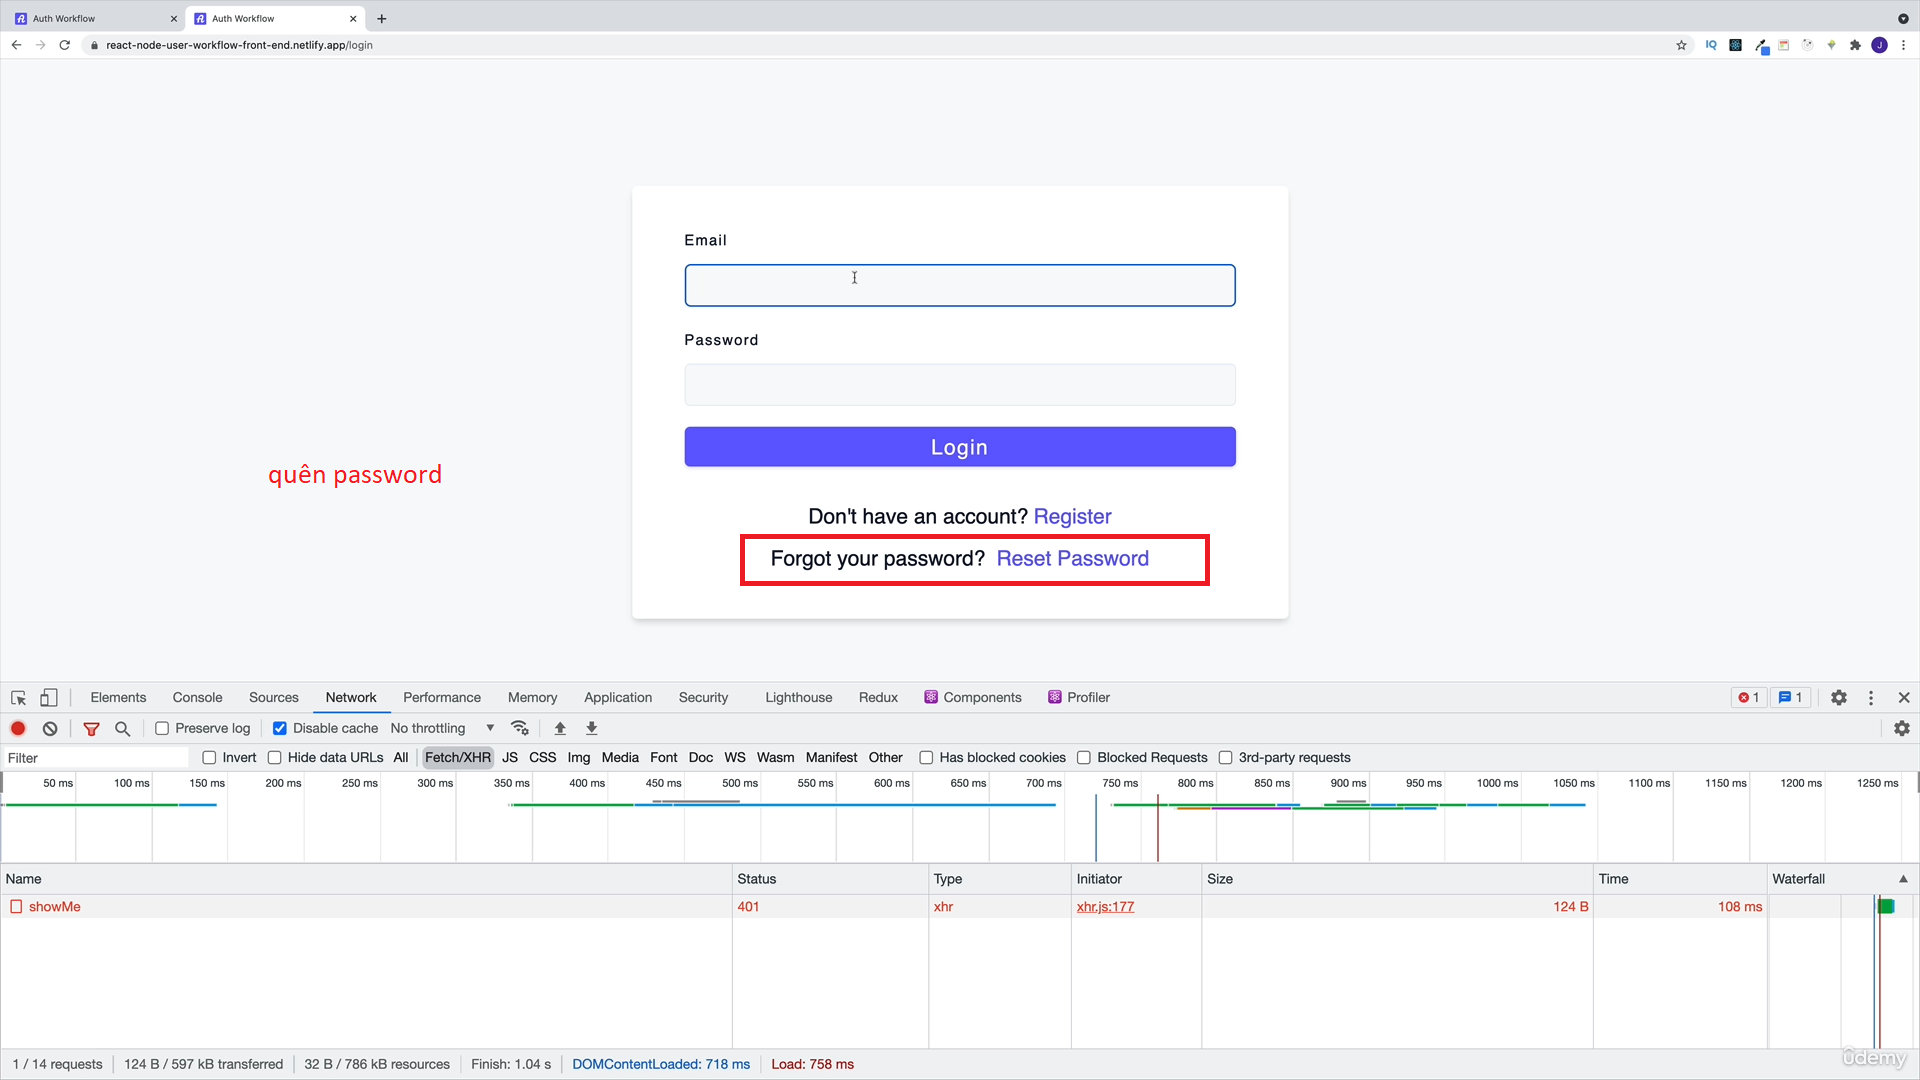 Auth Workflow
Auth Workflow
react-node-user-workflow-front-end.netlify.app/login
IQ
J
Email
Password
Login
quên password
Don't have an account? Register
Forgot your password? Reset Password
Elements Console Sources Network Performance Memory Application Security Lighthouse Redux Components Profiler 1 1
Preserve log Disable cache No throttling
Filter Invert Hide data URLs All Fetch/XHR JS CSS Img Media Font Doc WS Wasm Manifest Other Has blocked cookies Blocked Requests 3rd-party requests
50 ms 100 ms 150 ms 200 ms 250 ms 300 ms 350 ms 400 ms 450 ms 500 ms 550 ms 600 ms 650 ms 700 ms 750 ms 800 ms 850 ms 900 ms 950 ms 1000 ms 1050 ms 1100 ms 1150 ms 1200 ms 1250 ms
Name Status Type Initiator Size Time Waterfall
showMe 401 xhr xhr.js:177 124 B 108 ms
1 / 14 requests 124 B / 597 kB transferred 32 B / 786 kB resources Finish: 1.04 s DOMContentLoaded: 718 ms Load: 758 ms
ûdemy